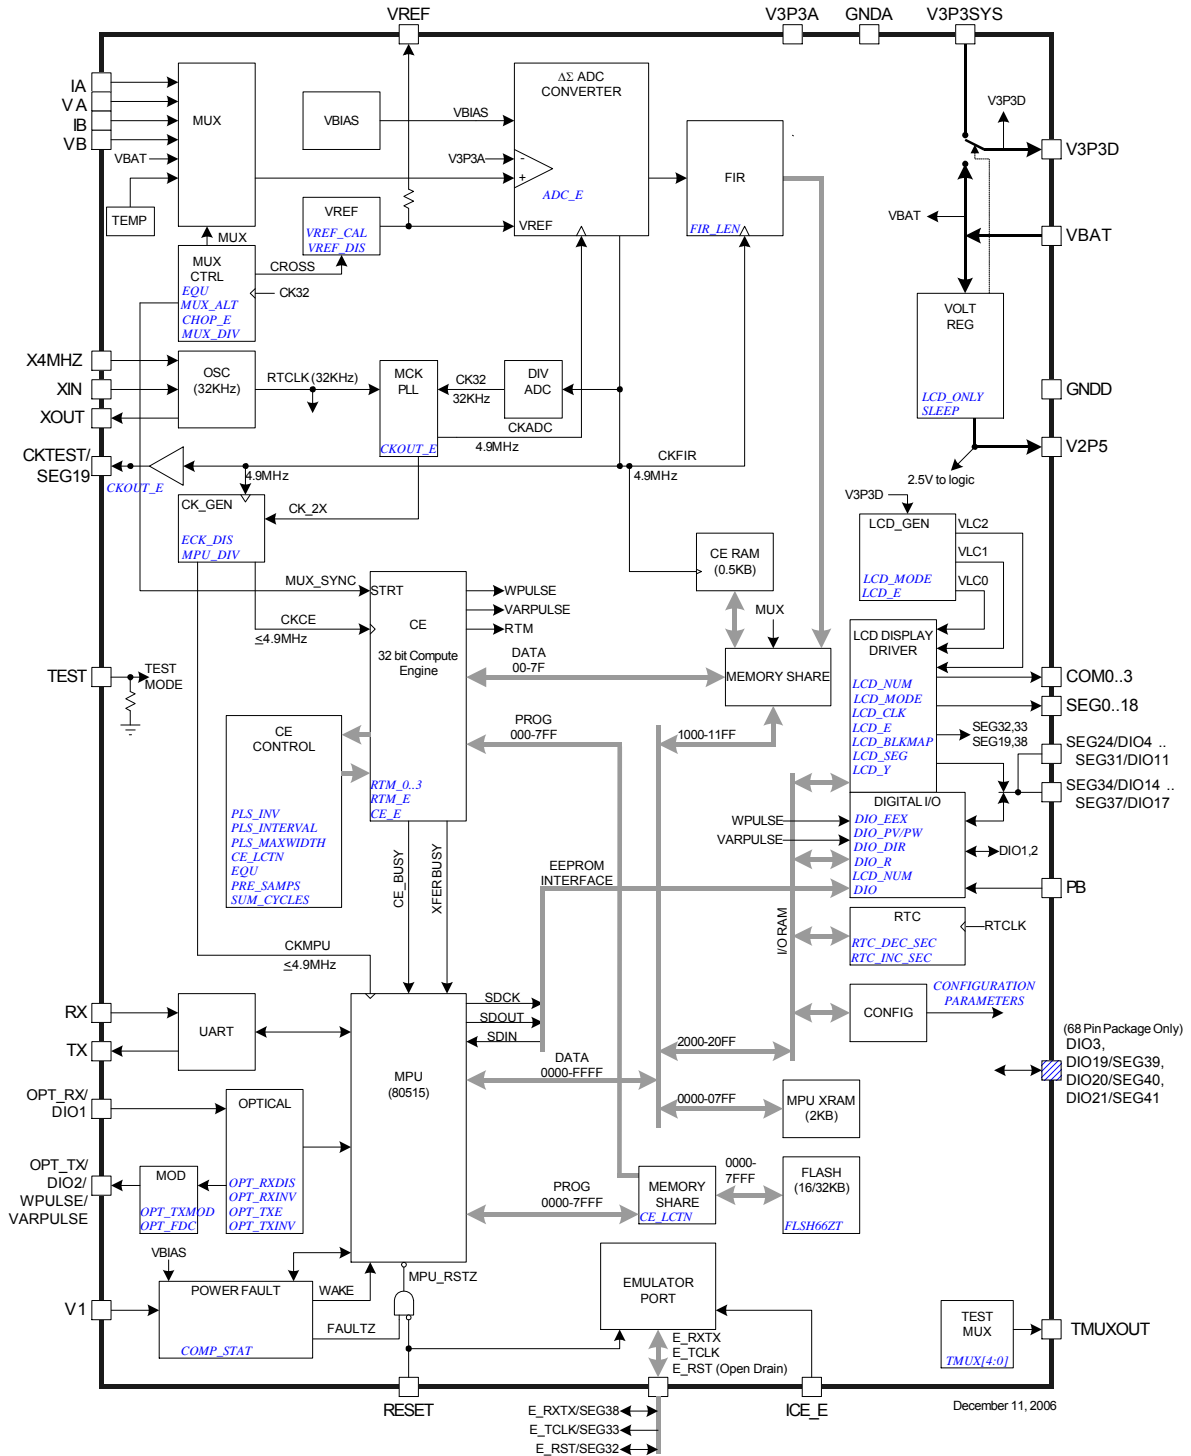 VREF
V3P3A
GNDA
V3P3SYS
IA
VA
IB
VB
VBAT
TEMP
MUX
VBIAS
VBIAS
ΔΣ ADC
CONVERTER
V3P3A
-
+
ADC_E
VREF
VREF
VREF_CAL
VREF_DIS
FIR
FIR_LEN
V3P3D
V3P3D
VBAT
VBAT
VOLT
REG
LCD_ONLY
SLEEP
GNDD
V2P5
2.5V to logic
MUX
MUX
CTRL
EQU
MUX_ALT
CHOP_E
MUX_DIV
CROSS
CK32
X4MHZ
XIN
XOUT
OSC
(32KHz)
RTCLK (32KHz)
MCK
PLL
CKOUT_E
CK32
32KHz
DIV
ADC
CKADC
4.9MHz
CKFIR
4.9MHz
CKTEST/
SEG19
CKOUT_E
4.9MHz
CK_GEN
ECK_DIS
MPU_DIV
CK_2X
V3P3D
LCD_GEN
LCD_MODE
LCD_E
VLC2
VLC1
VLC0
CE RAM
(0.5KB)
MUX
MEMORY SHARE
MUX_SYNC
STRT
CKCE
≤4.9MHz
CE
32 bit Compute
Engine
RTM_0..3
RTM_E
CE_E
WPULSE
VARPULSE
RTM
DATA
00-7F
PROG
000-7FF
1000-11FF
TEST
TEST
MODE
CE
CONTROL
PLS_INV
PLS_INTERVAL
PLS_MAXWIDTH
CE_LCTN
EQU
PRE_SAMPS
SUM_CYCLES
LCD DISPLAY
DRIVER
LCD_NUM
LCD_MODE
LCD_CLK
LCD_E
LCD_BLKMAP
LCD_SEG
LCD_Y
COM0..3
SEG0..18
SEG32,33
SEG19,38
SEG24/DIO4 ..
SEG31/DIO11
SEG34/DIO14 ..
SEG37/DIO17
DIGITAL I/O
DIO_EEX
DIO_PV/PW
DIO_DIR
DIO_R
LCD_NUM
DIO
WPULSE
VARPULSE
DIO1,2
PB
CE_BUSY
XFER BUSY
EEPROM
INTERFACE
I/O RAM
RTC
RTC_DEC_SEC
RTC_INC_SEC
RTCLK
CKMPU
≤4.9MHz
CONFIG
CONFIGURATION
PARAMETERS
RX
TX
UART
MPU
(80515)
SDCK
SDOUT
SDIN
DATA
0000-FFFF
2000-20FF
0000-07FF
MPU XRAM
(2KB)
(68 Pin Package Only)
DIO3,
DIO19/SEG39,
DIO20/SEG40,
DIO21/SEG41
OPT_RX/
DIO1
OPTICAL
OPT_RXDIS
OPT_RXINV
OPT_TXE
OPT_TXINV
OPT_TX/
DIO2/
WPULSE/
VARPULSE
MOD
OPT_TXMOD
OPT_FDC
PROG
0000-7FFF
MEMORY
SHARE
CE_LCTN
0000-
7FFF
FLASH
(16/32KB)
FLSH66ZT
VBIAS
V1
POWER FAULT
COMP_STAT
WAKE
FAULTZ
MPU_RSTZ
EMULATOR
PORT
E_RXTX
E_TCLK
E_RST (Open Drain)
TEST
MUX
TMUX[4:0]
TMUXOUT
RESET
ICE_E
December 11, 2006
E_RXTX/SEG38
E_TCLK/SEG33
E_RST/SEG32